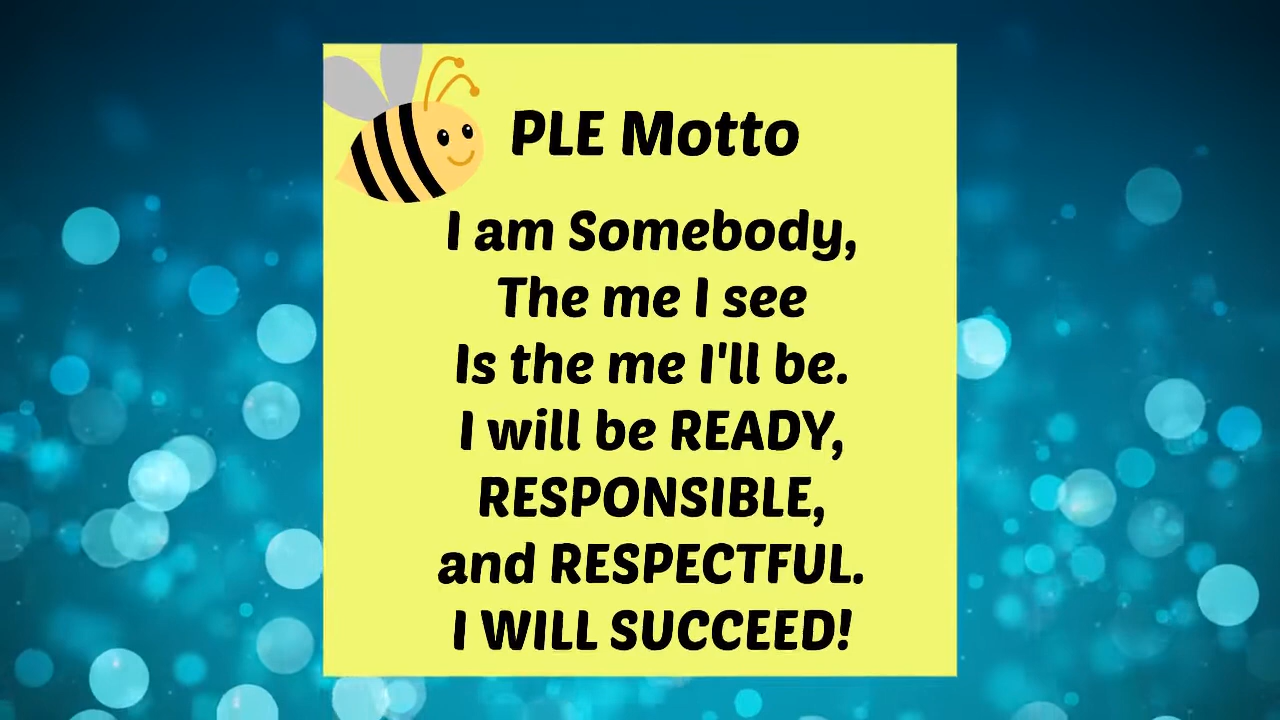 PLE Motto
I am Somebody,
The me I see
Is the me I'll be.
I will be READY,
RESPONSIBLE,
and RESPECTFUL.
I WILL SUCCEED!